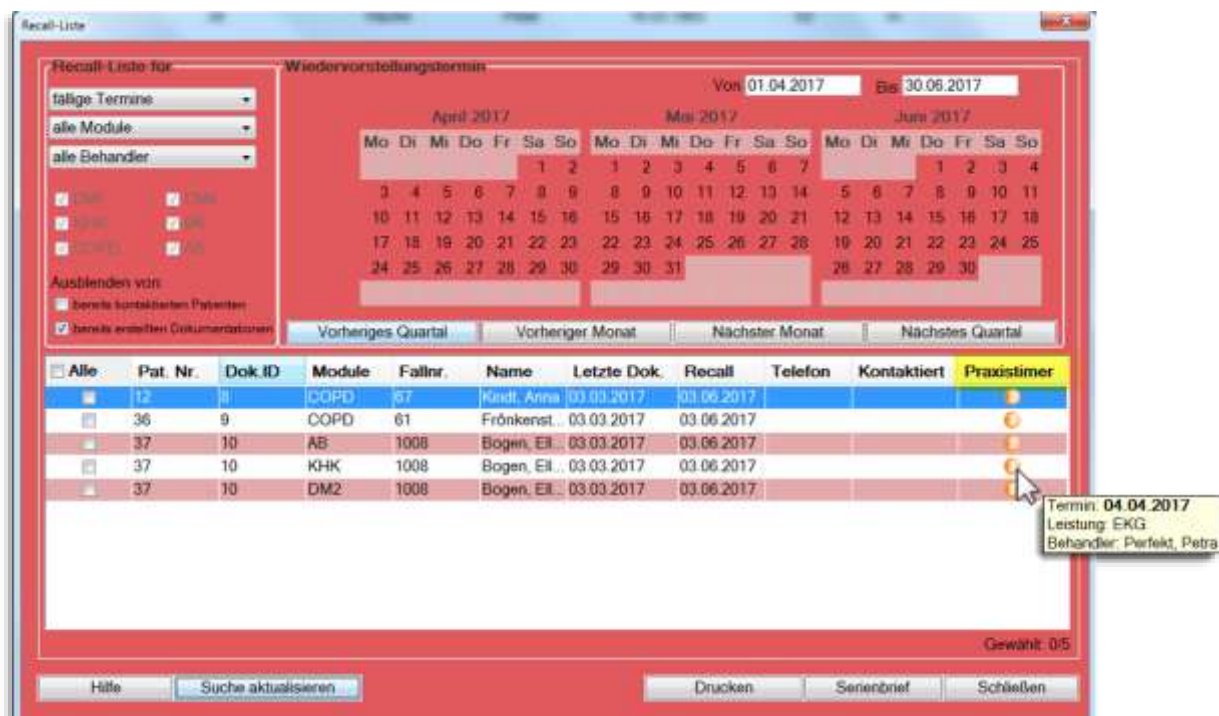 Recall-Liste
Recall-Liste für
Wiedervorstellungstermin
fällige Termine
alle Module
alle Behandler
Von 01.04.2017 Bis 30.06.2017
April 2017 Mai 2017 Juni 2017
Mo Di Mi Do Fr Sa So Mo Di Mi Do Fr Sa So Mo Di Mi Do Fr Sa So
1 2 1 2 3 4 5 6 7 1 2 3 4
3 4 5 6 7 8 9 8 9 10 11 12 13 14 5 6 7 8 9 10 11
10 11 12 13 14 15 16 15 16 17 18 19 20 21 12 13 14 15 16 17 18
17 18 19 20 21 22 23 22 23 24 25 26 27 28 19 20 21 22 23 24 25
24 25 26 27 28 29 30 29 30 31 26 27 28 29 30
Ausblenden von:
bereits kontaktierten Patienten
bereits erstellten Dokumentationen
Vorheriges Quartal Vorheriger Monat Nächster Monat Nächstes Quartal
Alle Pat. Nr. Dok.ID Module Fallnr. Name Letzte Dok. Recall Telefon Kontaktiert Praxistimer
12 8 COPD 67 Kindt, Anna 03.03.2017 03.06.2017
36 9 COPD 61 Frönkenst... 03.03.2017 03.06.2017
37 10 AB 1008 Bogen, Ell... 03.03.2017 03.06.2017
37 10 KHK 1008 Bogen, Ell... 03.03.2017 03.06.2017
37 10 DM2 1008 Bogen, Ell... 03.03.2017 03.06.2017
Termin: 04.04.2017
Leistung: EKG
Behandler: Perfekt, Petra
Gewählt: 0/5
Hilfe Suche aktualisieren Drucken Serienbrief Schließen